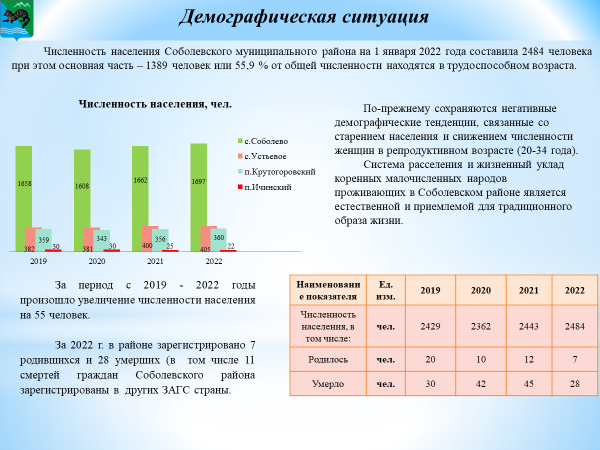 Демографическая ситуация
Численность населения Соболевского муниципального района на 1 января 2022 года составила 2484 человека
при этом основная часть – 1389 человек или 55,9 % от общей численности находятся в трудоспособном возраста.
Численность населения, чел.
1658
1608
1662
1697
382
359
30
381
343
30
400
356
25
405
360
22
2019
2020
2021
2022
с.Соболево
с.Устьевое
п.Крутогоровский
п.Ичинский
По-прежнему сохраняются негативные
демографические тенденции, связанные со
старением населения и снижением численности
женщин в репродуктивном возрасте (20-34 года).
Система расселения и жизненный уклад
коренных малочисленных народов
проживающих в Соболевском районе является
естественной и приемлемой для традиционного
образа жизни.
За период с 2019 - 2022 годы
произошло увеличение численности населения
на 55 человек.
За 2022 г. в районе зарегистрировано 7
родившихся и 28 умерших (в том числе 11
смертей граждан Соболевского района
зарегистрированы в других ЗАГС страны.
Наименовани
е показателя
Ед.
изм.
2019
2020
2021
2022
Численность
населения, в
том числе:
чел.
2429
2362
2443
2484
Родилось
чел.
20
10
12
7
Умерло
чел.
30
42
45
28